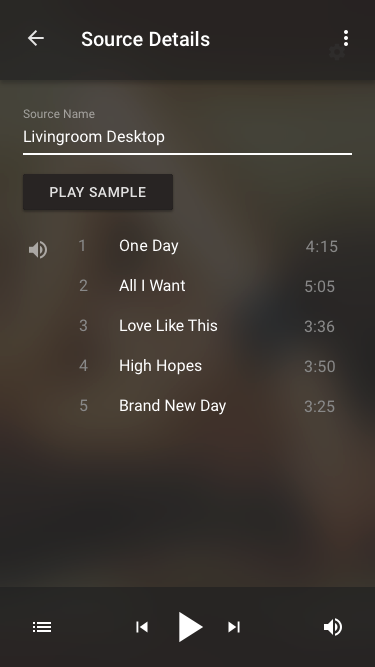 Source Details
Source Name
Livingroom Desktop
PLAY SAMPLE
1 One Day 4:15
2 All I Want 5:05
3 Love Like This 3:36
4 High Hopes 3:50
5 Brand New Day 3:25